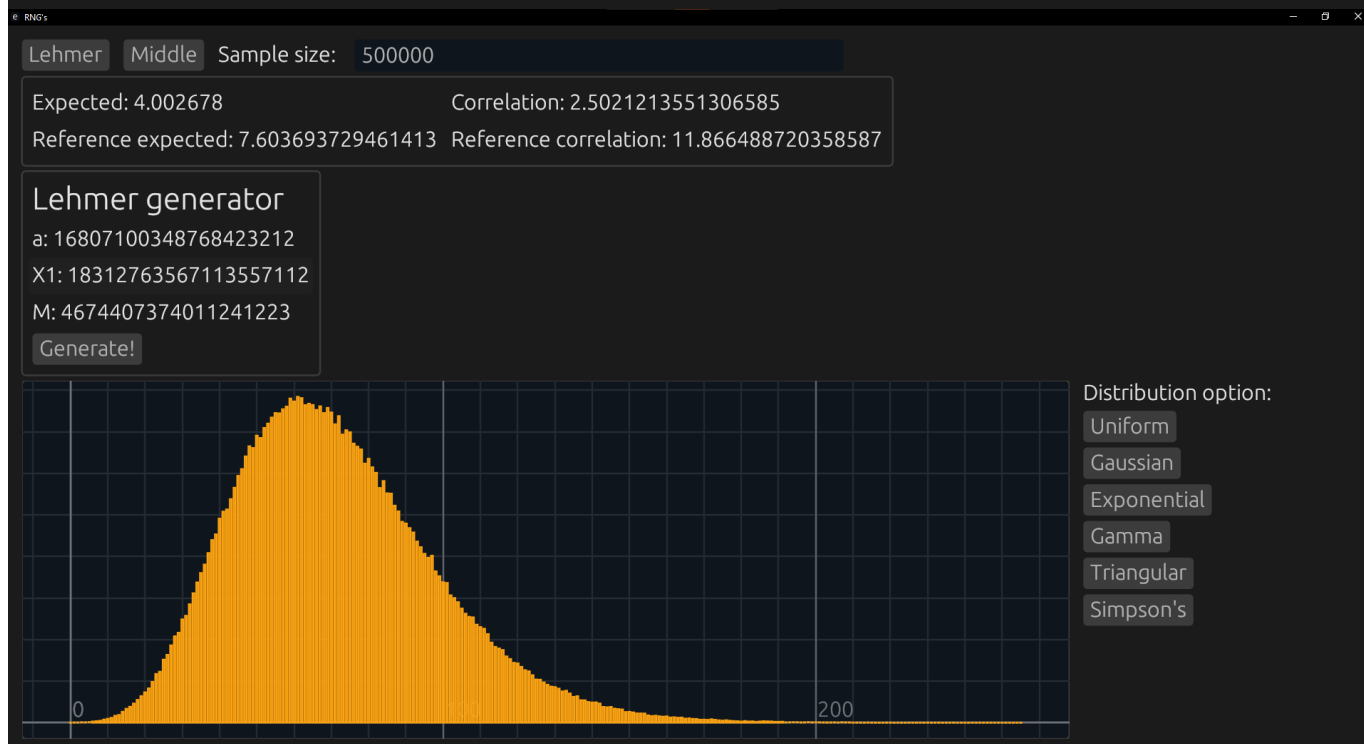 RNG's
Lehmer Middle Sample size: 500000
Expected: 4.002678 Correlation: 2.5021213551306585
Reference expected: 7.603693729461413 Reference correlation: 11.866488720358587
Lehmer generator
a: 16807100348768423212
X1: 18312763567113557112
M: 4674407374011241223
Generate!
Distribution option:
Uniform
Gaussian
Exponential
Gamma
Triangular
Simpson's
0 100 200